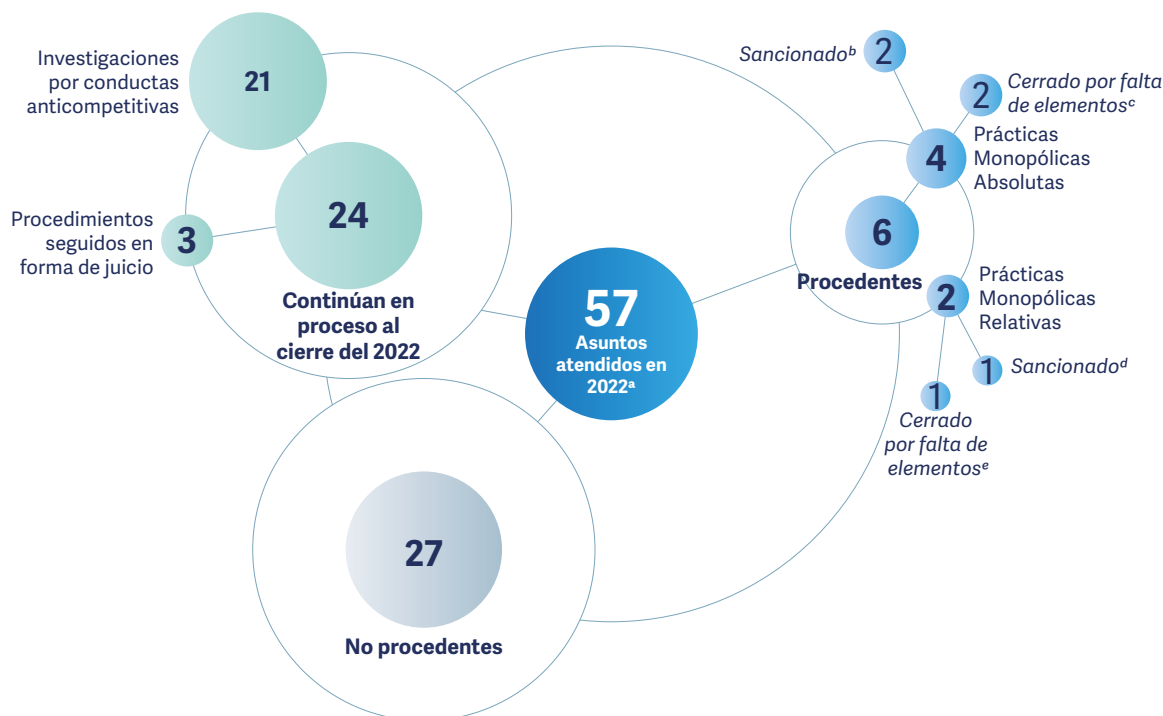 Investigaciones
por conductas
anticompetitivas
21
Procedimientos
seguidos en
forma de juicio
3
24
Continúan en
proceso al
cierre del 2022
57
Asuntos
atendidos en
2022ᵃ
27
No procedentes
6
Procedentes
Sancionadoᵇ
2
2
Cerrado por falta
de elementosᶜ
4
Prácticas
Monopólicas
Absolutas
2
Prácticas
Monopólicas
Relativas
1
Sancionadoᵈ
1
Cerrado
por falta de
elementosᵉ